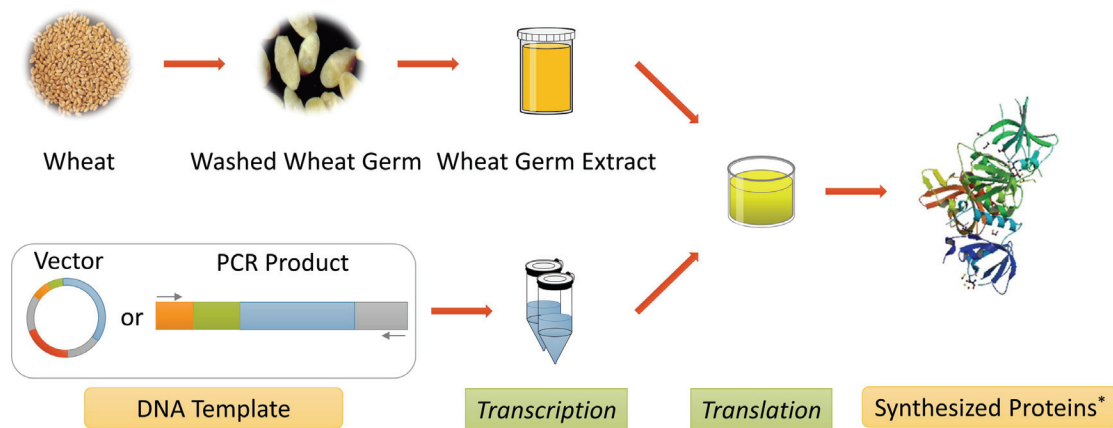 Wheat
Washed Wheat Germ
Wheat Germ Extract
Vector
PCR Product
or
DNA Template
Transcription
Translation
Synthesized Proteins*